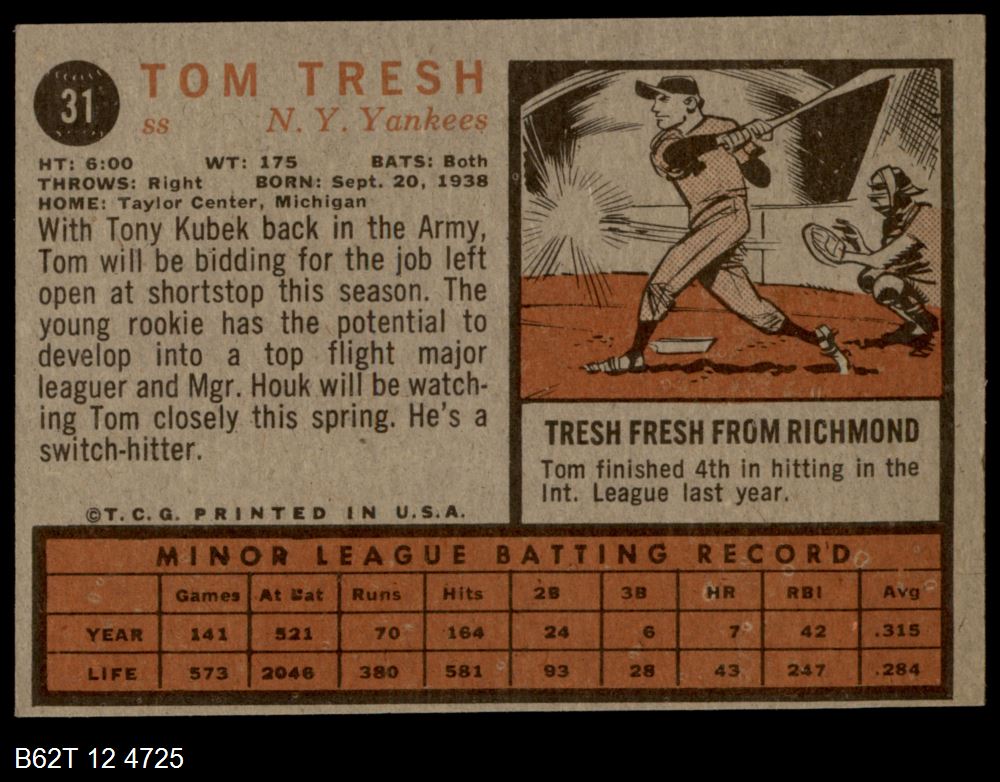 31
TOM TRESH
ss N. Y. Yankees
HT: 6:00 WT: 175 BATS: Both
THROWS: Right BORN: Sept. 20, 1938
HOME: Taylor Center, Michigan
With Tony Kubek back in the Army,
Tom will be bidding for the job left
open at shortstop this season. The
young rookie has the potential to
develop into a top flight major
leaguer and Mgr. Houk will be watch-
ing Tom closely this spring. He's a
switch-hitter.
©T. C. G. PRINTED IN U.S.A.
TRESH FRESH FROM RICHMOND
Tom finished 4th in hitting in the
Int. League last year.
MINOR LEAGUE BATTING RECORD
Games At Bat Runs Hits 2B 3B HR RBI Avg
YEAR 141 521 70 164 24 6 7 42 .315
LIFE 573 2046 380 581 93 28 43 247 .284
B62T 12 4725